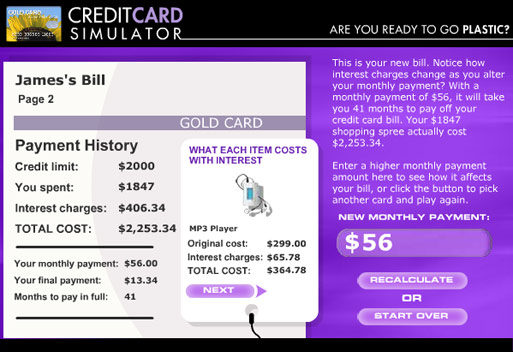 GOLD CARD
CREDITCARD
SIMULATOR
ARE YOU READY TO GO PLASTIC?
James's Bill
Page 2
GOLD CARD
Payment History
Credit limit: $2000
You spent: $1847
Interest charges: $406.34
TOTAL COST: $2,253.34
Your monthly payment: $56.00
Your final payment: $13.34
Months to pay in full: 41
WHAT EACH ITEM COSTS
WITH INTEREST
MP3 Player
Original cost: $299.00
Interest charges: $65.78
TOTAL COST: $364.78
NEXT
This is your new bill. Notice how
interest charges change as you alter
your monthly payment? With a
monthly payment of $56, it will take
you 41 months to pay off your
credit card bill. Your $1847
shopping spree actually cost
$2,253.34.
Enter a higher monthly payment
amount here to see how it affects
your bill, or click the button to pick
another card and play again.
NEW MONTHLY PAYMENT:
$56
RECALCULATE
OR
START OVER